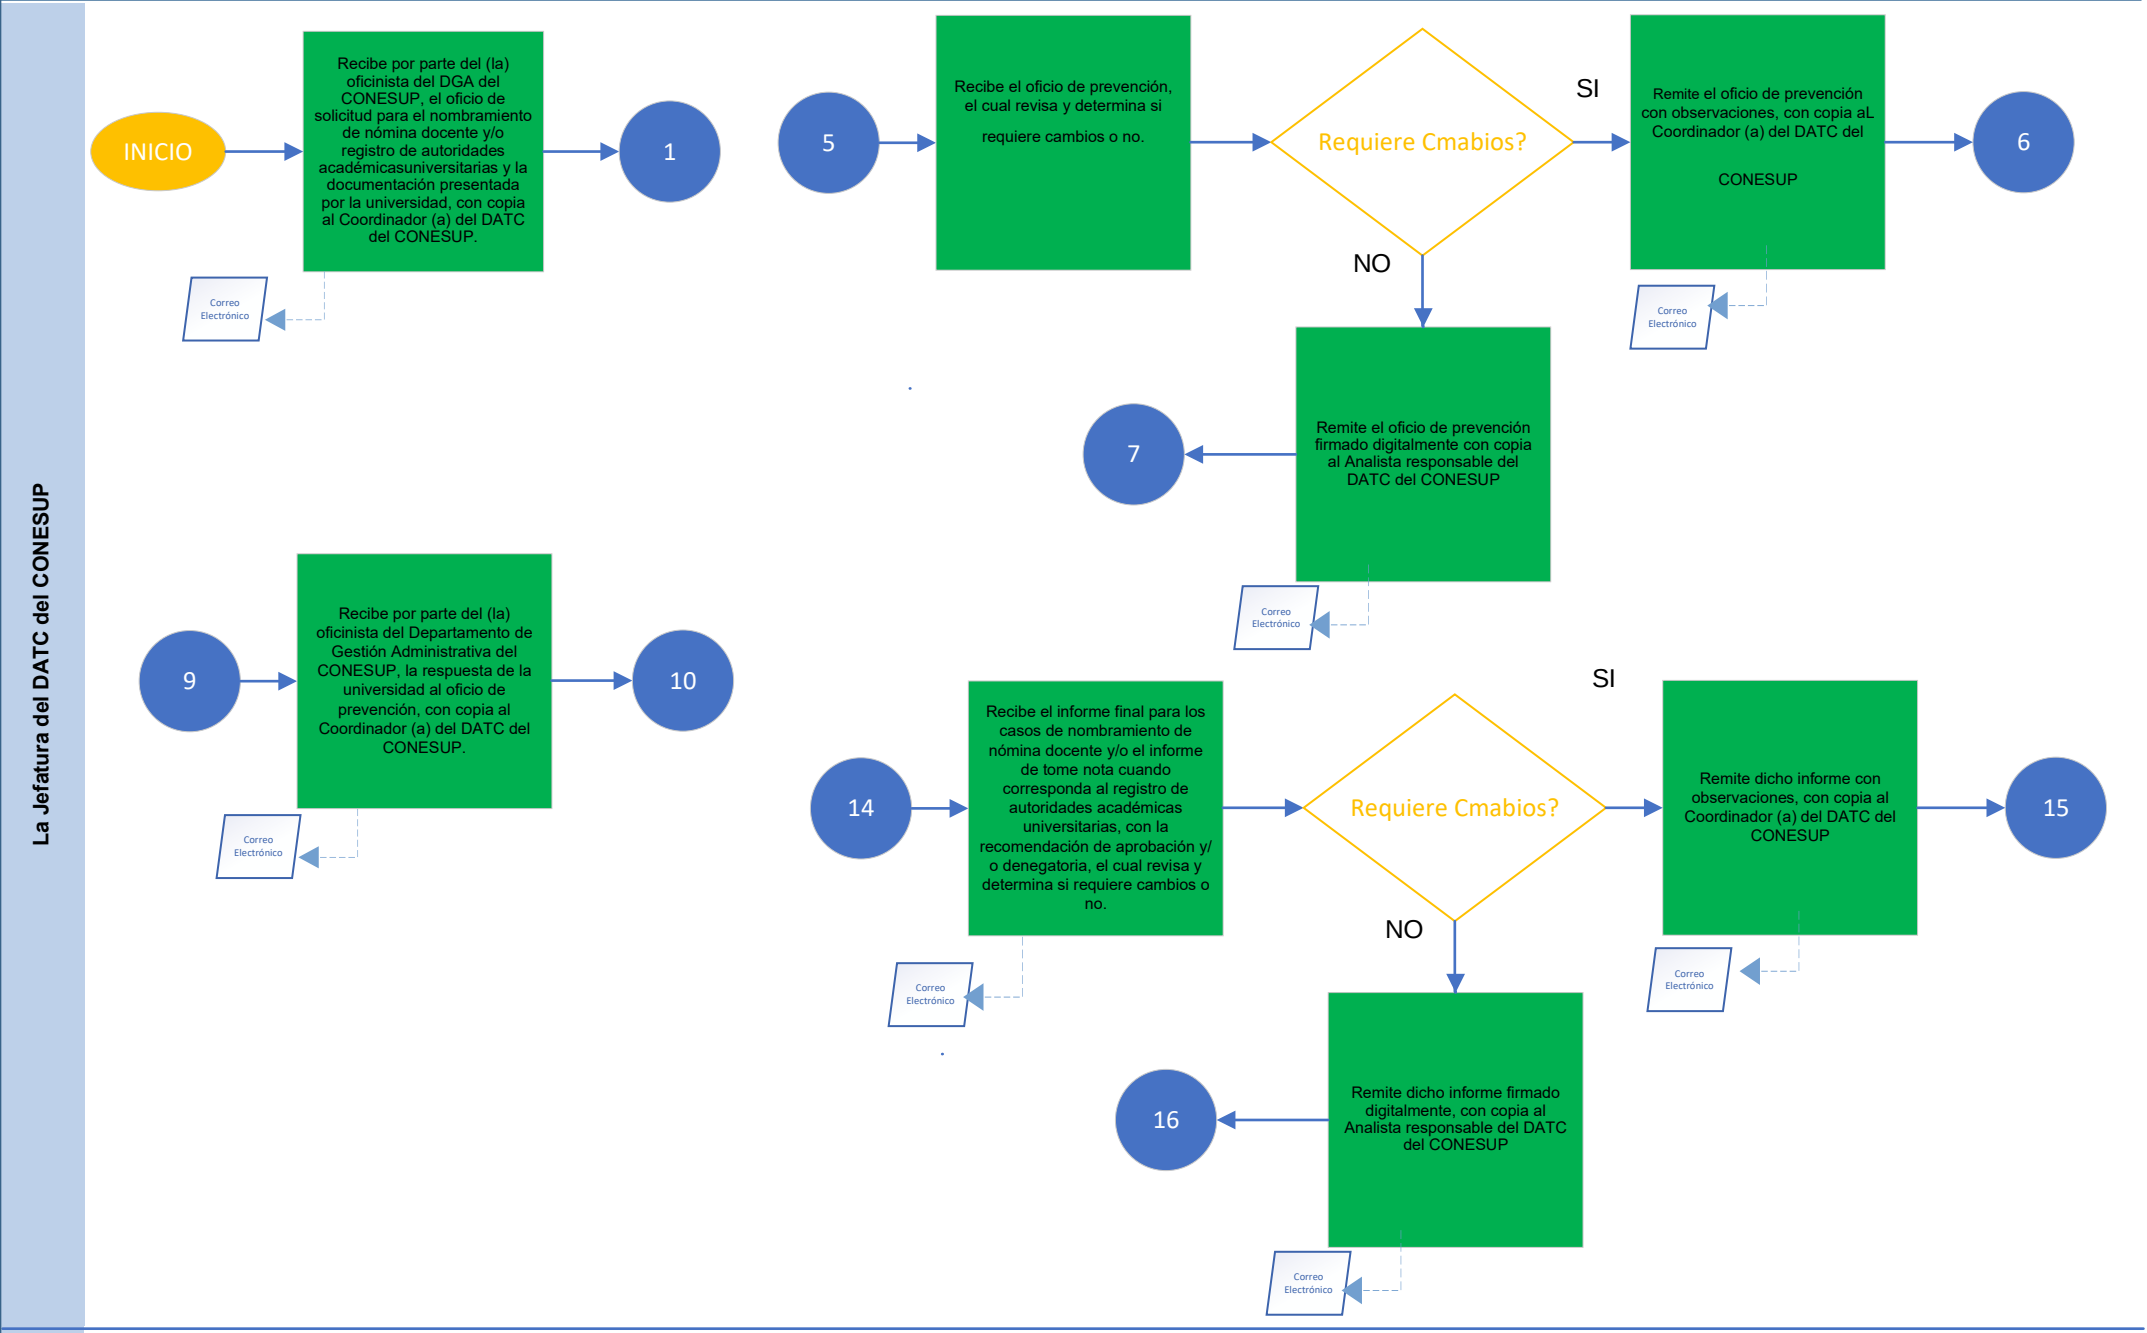 La Jefatura del DATC del CONESUP
INICIO
Recibe por parte del (la)
oficinista del DGA del
CONESUP, el oficio de
solicitud para el nombramiento
de nómina docente y/o
registro de autoridades
académicasuniversitarias y la
documentación presentada
por la universidad, con copia
al Coordinador (a) del DATC
del CONESUP.
Correo
Electrónico
1
5
Recibe el oficio de prevención,
el cual revisa y determina si
requiere cambios o no.
Requiere Cmabios?
SI
Remite el oficio de prevención
con observaciones, con copia aL
Coordinador (a) del DATC del
CONESUP
Correo
Electrónico
6
NO
Remite el oficio de prevención
firmado digitalmente con copia
al Analista responsable del
DATC del CONESUP
Correo
Electrónico
7
9
Recibe por parte del (la)
oficinista del Departamento de
Gestión Administrativa del
CONESUP, la respuesta de la
universidad al oficio de
prevención, con copia al
Coordinador (a) del DATC del
CONESUP.
Correo
Electrónico
10
14
Recibe el informe final para los
casos de nombramiento de
nómina docente y/o el informe
de tome nota cuando
corresponda al registro de
autoridades académicas
universitarias, con la
recomendación de aprobación y/
o denegatoria, el cual revisa y
determina si requiere cambios o
no.
Correo
Electrónico
Requiere Cmabios?
SI
Remite dicho informe con
observaciones, con copia al
Coordinador (a) del DATC del
CONESUP
Correo
Electrónico
15
NO
Remite dicho informe firmado
digitalmente, con copia al
Analista responsable del DATC
del CONESUP
Correo
Electrónico
16